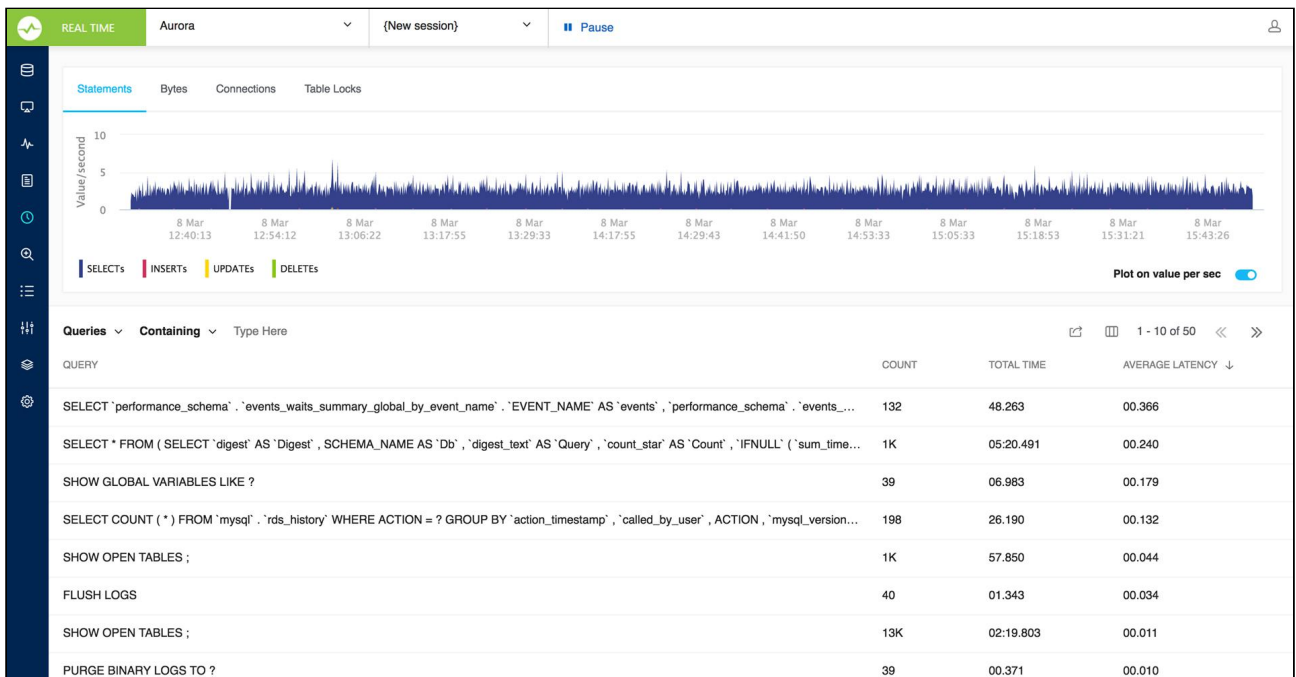 REAL TIME Aurora {New session} Pause
Statements Bytes Connections Table Locks
Value/second
10
5
0
8 Mar 8 Mar 8 Mar 8 Mar 8 Mar 8 Mar 8 Mar 8 Mar 8 Mar 8 Mar 8 Mar 8 Mar 8 Mar
12:40:13 12:54:12 13:06:22 13:17:55 13:29:33 14:17:55 14:29:43 14:41:50 14:53:33 15:05:33 15:18:53 15:31:21 15:43:26
SELECTs INSERTs UPDATEs DELETEs
Plot on value per sec
Queries Containing Type Here 1 - 10 of 50
QUERY COUNT TOTAL TIME AVERAGE LATENCY ↓
SELECT `performance_schema` . `events_waits_summary_global_by_event_name` . `EVENT_NAME` AS `events` , `performance_schema` . `events_... 132 48.263 00.366
SELECT * FROM ( SELECT `digest` AS `Digest` , SCHEMA_NAME AS `Db` , `digest_text` AS `Query` , `count_star` AS `Count` , `IFNULL` ( `sum_time... 1K 05:20.491 00.240
SHOW GLOBAL VARIABLES LIKE ? 39 06.983 00.179
SELECT COUNT ( * ) FROM `mysql` . `rds_history` WHERE ACTION = ? GROUP BY `action_timestamp` , `called_by_user` , ACTION , `mysql_version... 198 26.190 00.132
SHOW OPEN TABLES ; 1K 57.850 00.044
FLUSH LOGS 40 01.343 00.034
SHOW OPEN TABLES ; 13K 02:19.803 00.011
PURGE BINARY LOGS TO ? 39 00.371 00.010